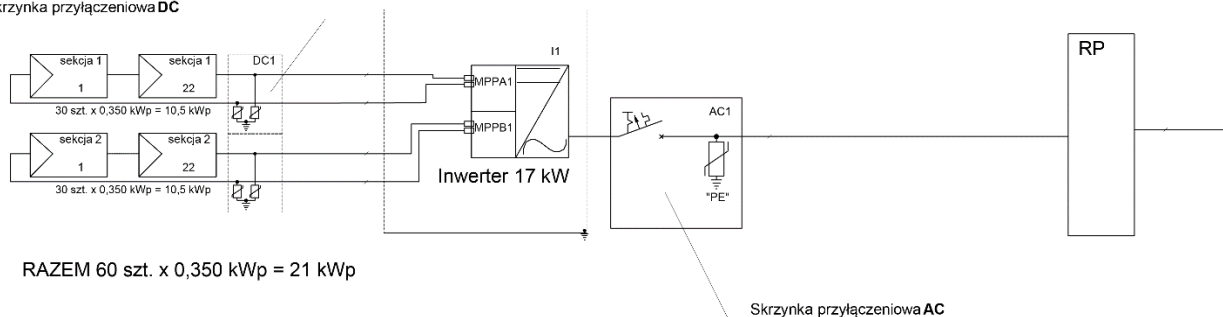 krzynka przyłączeniowa DC
sekcja 1
1
sekcja 1
22
DC1
30 szt. x 0,350 kWp = 10,5 kWp
sekcja 2
1
sekcja 2
22
30 szt. x 0,350 kWp = 10,5 kWp
I1
MPPA1
MPPB1
Inwerter 17 kW
AC1
"PE"
RP
RAZEM 60 szt. x 0,350 kWp = 21 kWp
Skrzynka przyłączeniowa AC